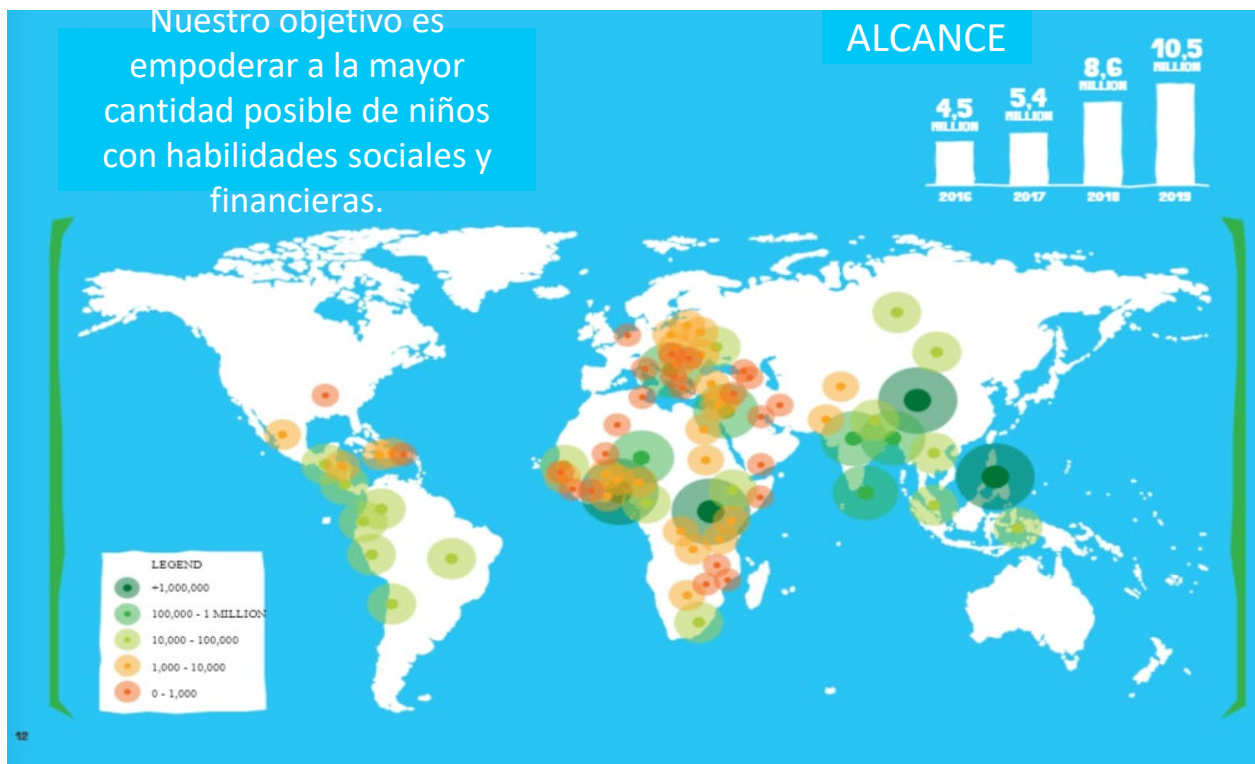 Nuestro objetivo es
empoderar a la mayor
cantidad posible de niños
con habilidades sociales y
financieras.
ALCANCE
4,5
MILLION
5,4
MILLION
8,6
MILLION
10,5
MILLION
2016
2017
2018
2019
LEGEND
+1,000,000
100,000 - 1 MILLION
10,000 - 100,000
1,000 - 10,000
0 - 1,000
12